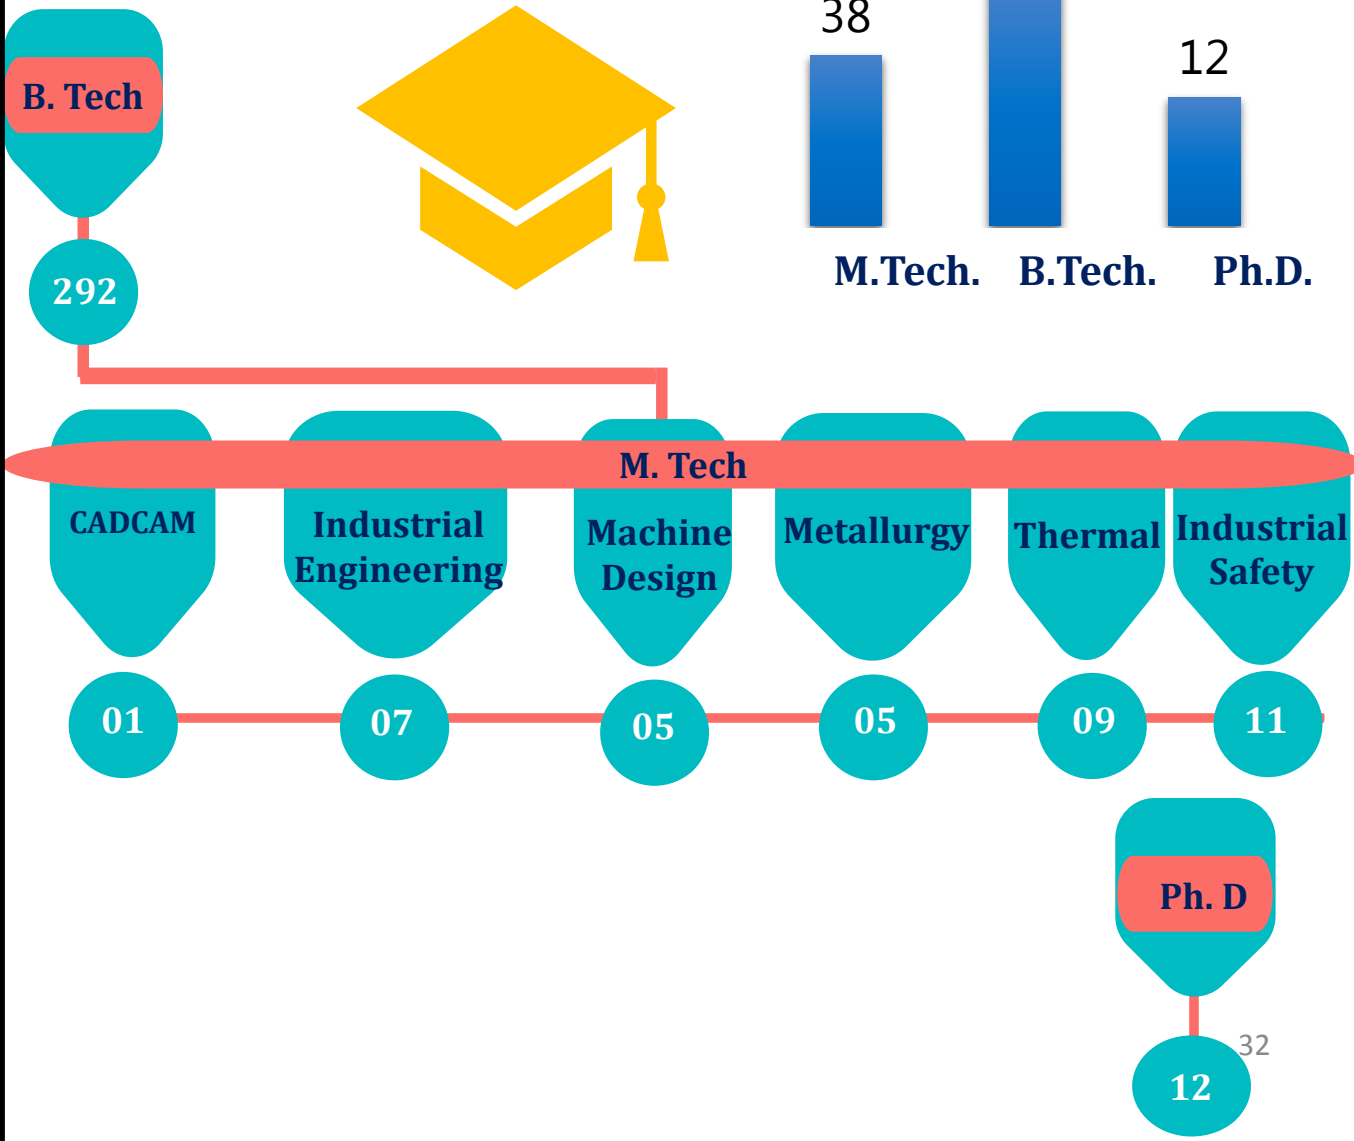 B. Tech
292
38
12
M.Tech. B.Tech. Ph.D.
M. Tech
CADCAM
Industrial
Engineering
Machine
Design
Metallurgy
Thermal
Industrial
Safety
01 07 05 05 09 11
Ph. D
32
12